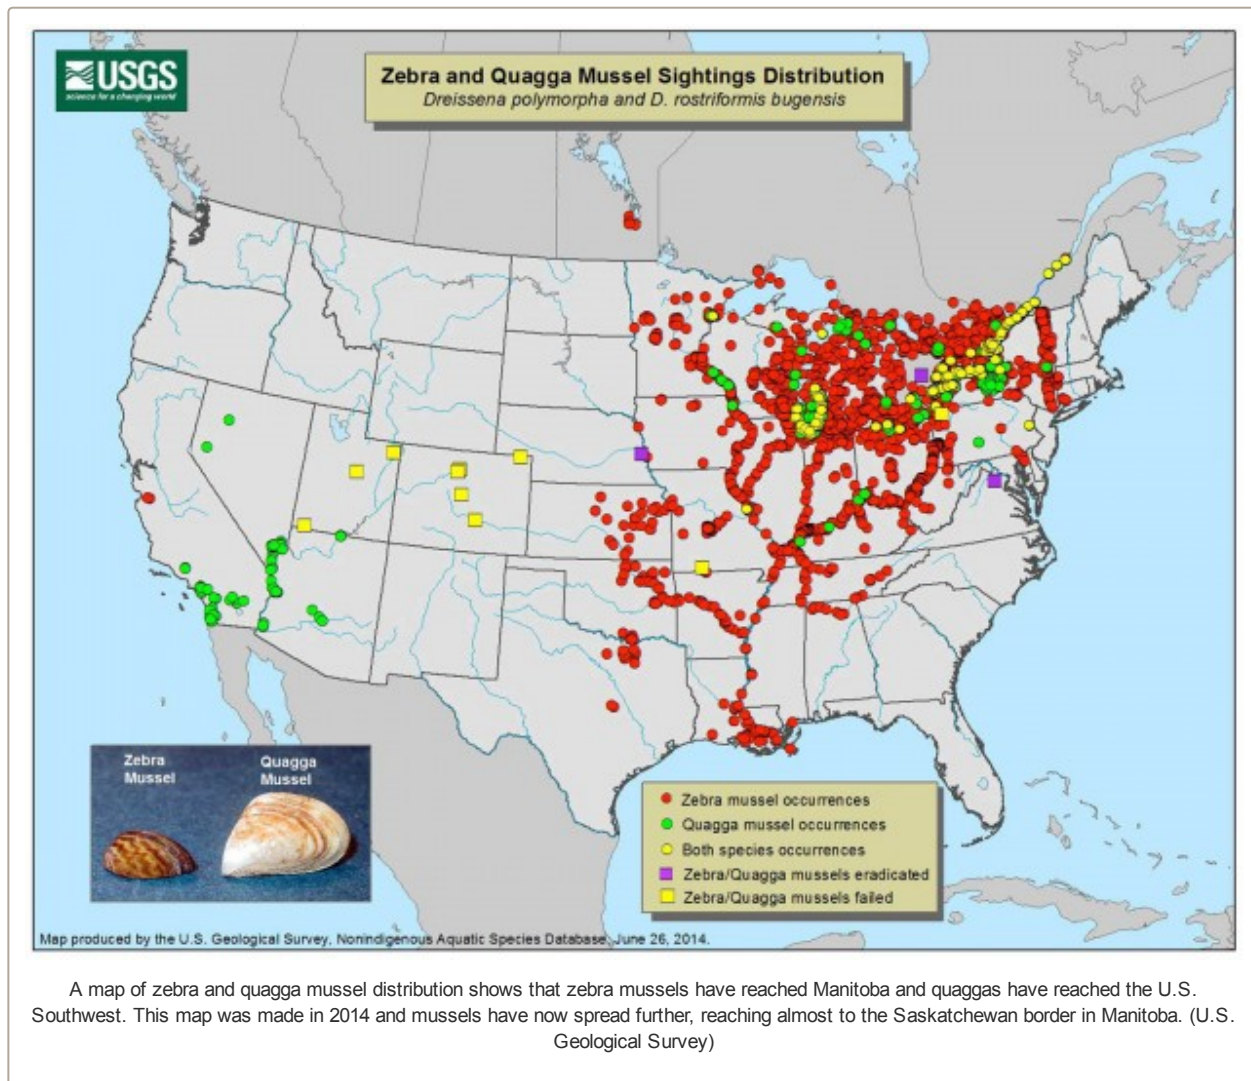 USGS
science for a changing world
Zebra and Quagga Mussel Sightings Distribution
Dreissena polymorpha and D. rostriformis bugensis
Zebra
Mussel
Quagga
Mussel
Zebra mussel occurrences
Quagga mussel occurrences
Both species occurrences
Zebra/Quagga mussels eradicated
Zebra/Quagga mussels failed
Map produced by the U.S. Geological Survey, Nonindigenous Aquatic Species Database, June 26, 2014.
A map of zebra and quagga mussel distribution shows that zebra mussels have reached Manitoba and quaggas have reached the U.S.
Southwest. This map was made in 2014 and mussels have now spread further, reaching almost to the Saskatchewan border in Manitoba. (U.S.
Geological Survey)